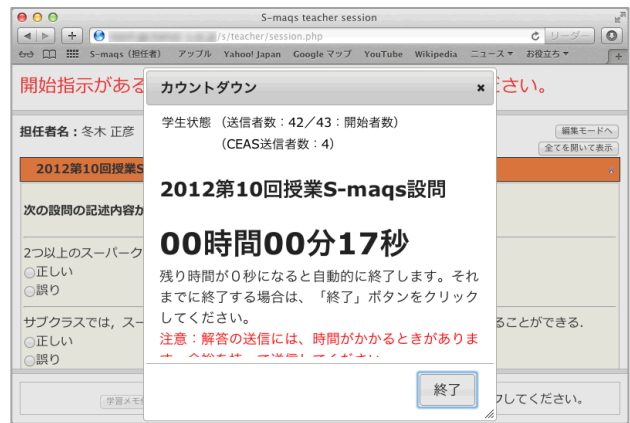 S-maqs teacher session
/s/teacher/session.php
リーダー
S-maqs（担任者） アップル Yahoo! Japan Google マップ YouTube Wikipedia ニュース お役立ち
開始指示がある
ださい。
担任者名：冬木 正彦
編集モードへ
全てを開いて表示
2012第10回授業S
次の設問の記述内容か
2つ以上のスーパーク
正しい
誤り
サブクラスでは，スー
ることができる.
正しい
誤り
学習メモ
クしてください。
カウントダウン
学生状態 （送信者数：42／43：開始者数）
（CEAS送信者数：4）
2012第10回授業S-maqs設問
00時間00分17秒
残り時間が０秒になると自動的に終了します。それ
までに終了する場合は、「終了」ボタンをクリック
してください。
注意：解答の送信には、時間がかかるときがありま
終了